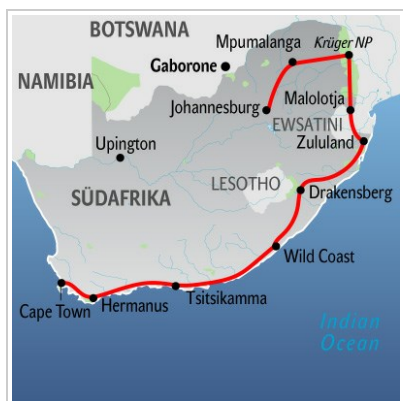 BOTSWANA
Mpumalanga
Krüger NP
Gaborone
NAMIBIA
Johannesburg
Malolotja
EWSATINI
Zululand
Upington
LESOTHO
Drakensberg
SÜDAFRIKA
Wild Coast
Tsitsikamma
Hermanus
Cape Town
Indian
Ocean